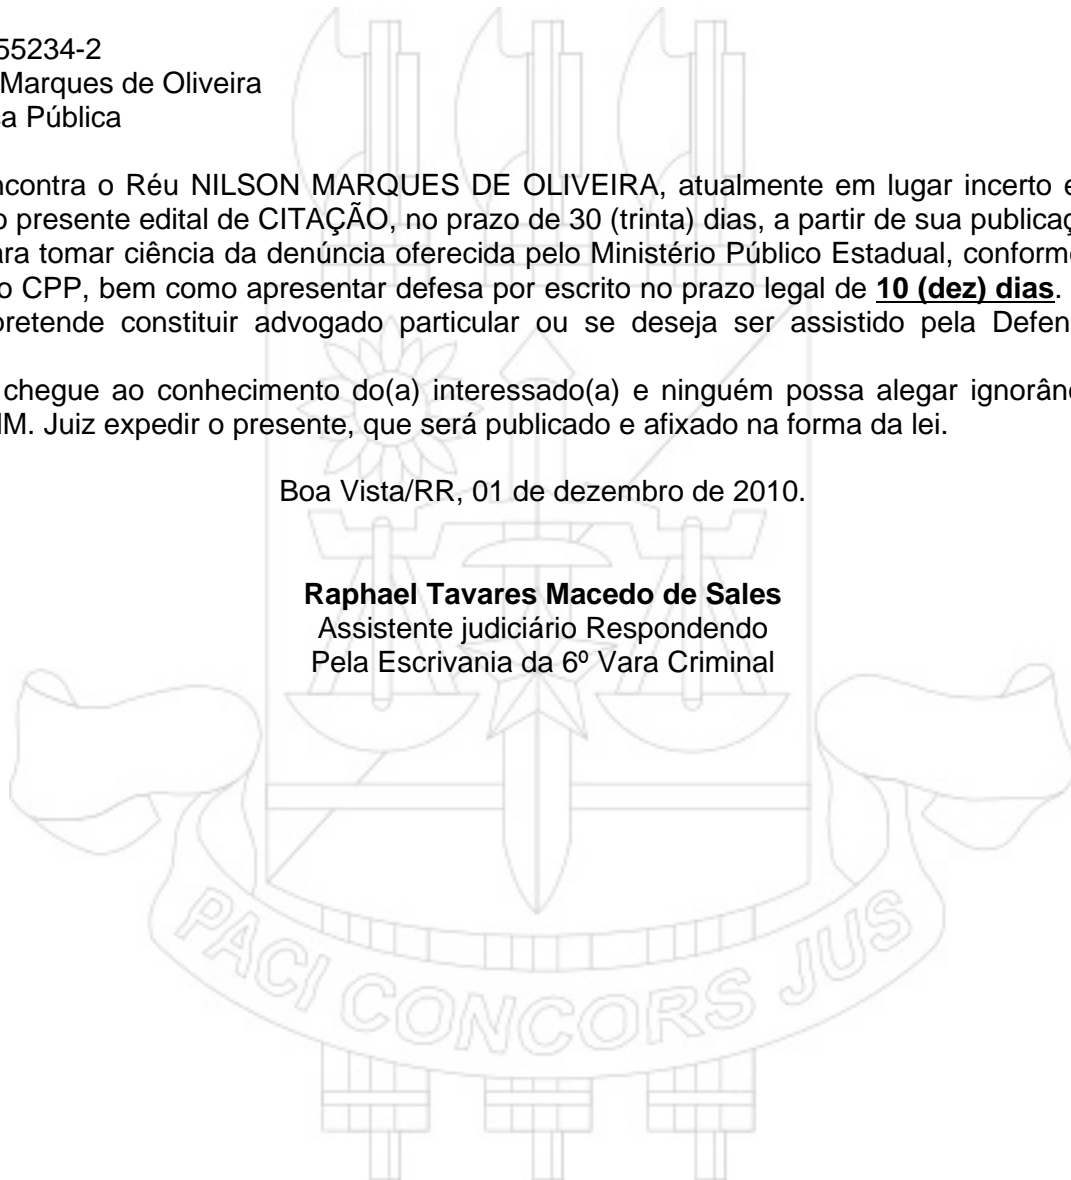 55234-2
Marques de Oliveira
a Pública
ncontra o Réu NILSON MARQUES DE OLIVEIRA, atualmente em lugar incerto e
o presente edital de CITAÇÃO, no prazo de 30 (trinta) dias, a partir de sua publicaç
ara tomar ciência da denúncia oferecida pelo Ministério Público Estadual, conforme
o CPP, bem como apresentar defesa por escrito no prazo legal de 10 (dez) dias.
pretende constituir advogado particular ou se deseja ser assistido pela Defen
chegue ao conhecimento do(a) interessado(a) e ninguém possa alegar ignorânc
MM. Juiz expedir o presente, que será publicado e afixado na forma da lei.
Boa Vista/RR, 01 de dezembro de 2010.
Raphael Tavares Macedo de Sales
Assistente judiciário Respondendo
Pela Escrivania da 6º Vara Criminal
PACI CONCORS JUS